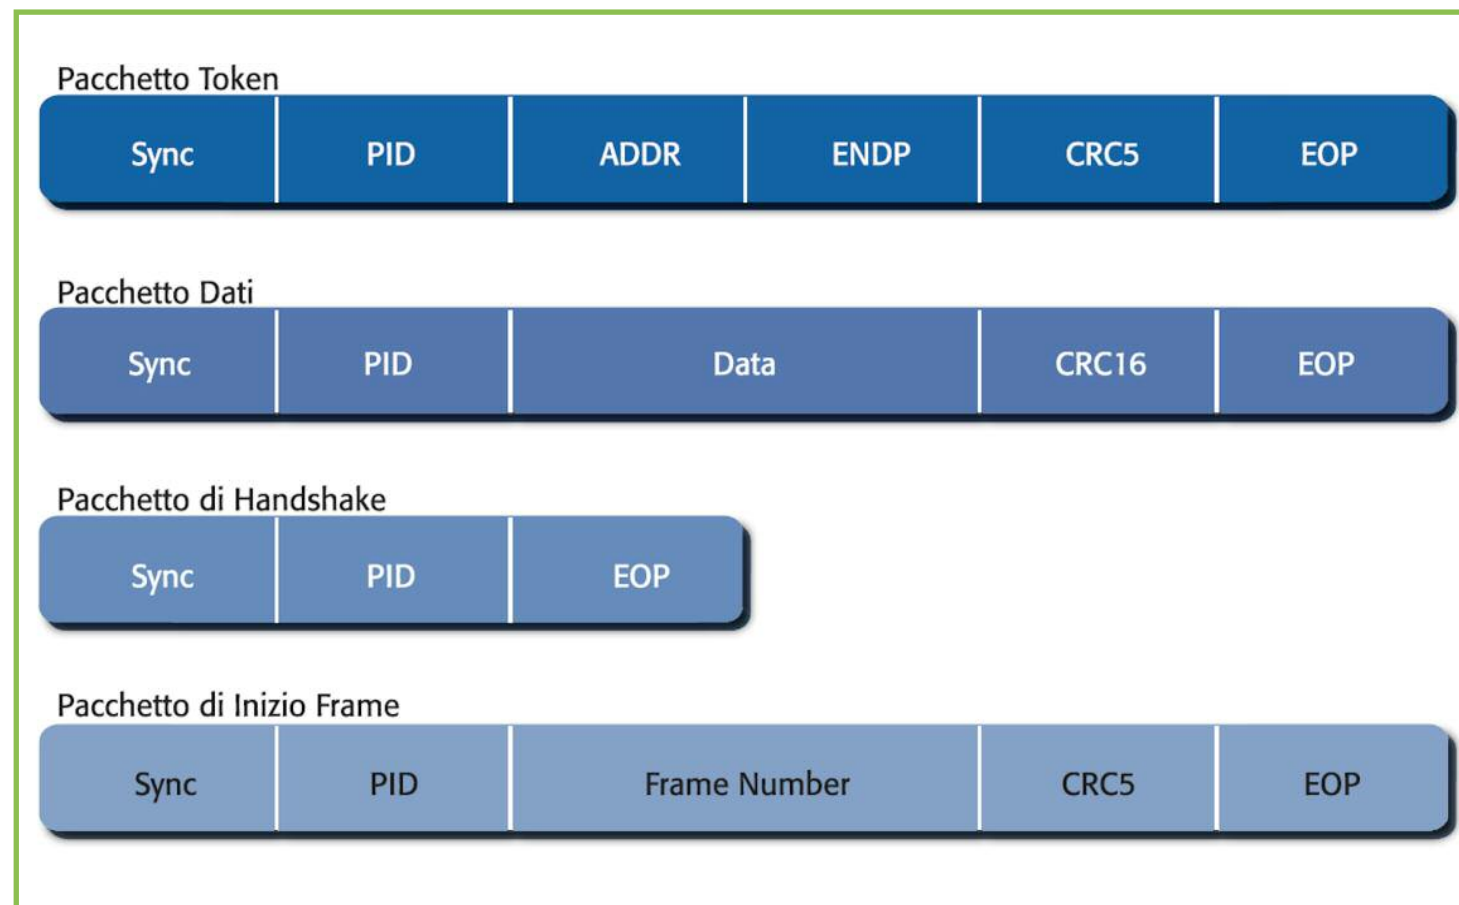 Pacchetto Token
Sync PID ADDR ENDP CRC5 EOP
Pacchetto Dati
Sync PID Data CRC16 EOP
Pacchetto di Handshake
Sync PID EOP
Pacchetto di Inizio Frame
Sync PID Frame Number CRC5 EOP